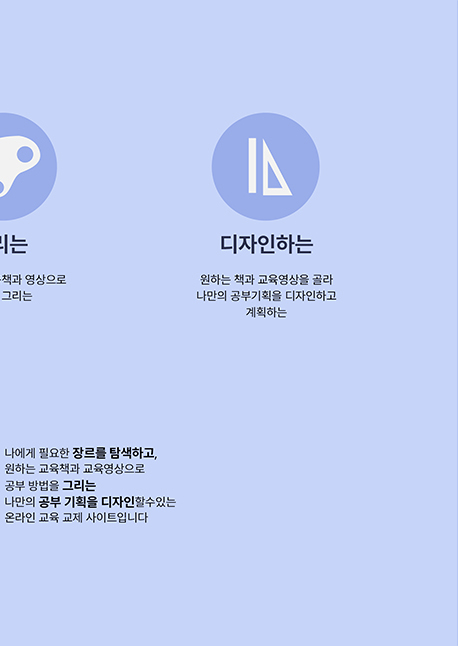 리는
책과 영상으로
그리는
디자인하는
원하는 책과 교육영상을 골라
나만의 공부기획을 디자인하고
계획하는
나에게 필요한 장르를 탐색하고,
원하는 교육책과 교육영상으로
공부 방법을 그리는
나만의 공부 기획을 디자인할수있는
온라인 교육 교제 사이트입니다